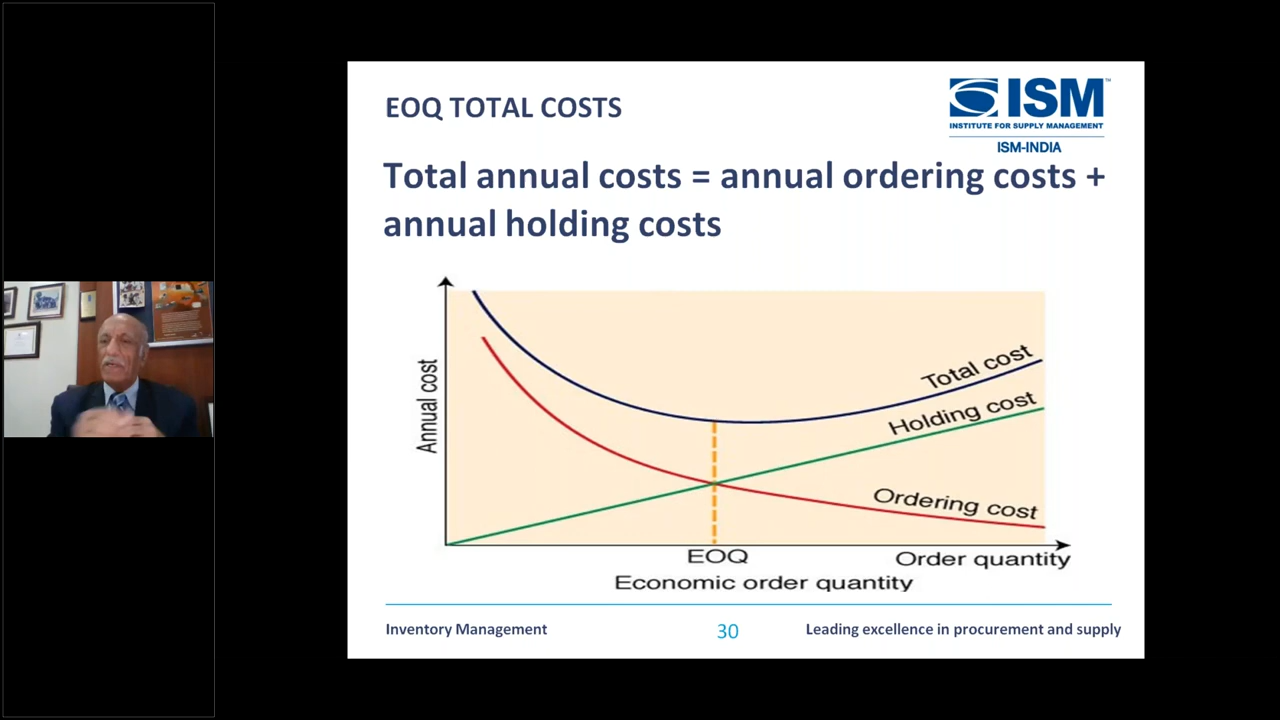 EOQ TOTAL COSTS
ISM™
INSTITUTE FOR SUPPLY MANAGEMENT
ISM-INDIA
Total annual costs = annual ordering costs +
annual holding costs
Annual cost
Total cost
Holding cost
Ordering cost
EOQ
Order quantity
Economic order quantity
Inventory Management
30
Leading excellence in procurement and supply